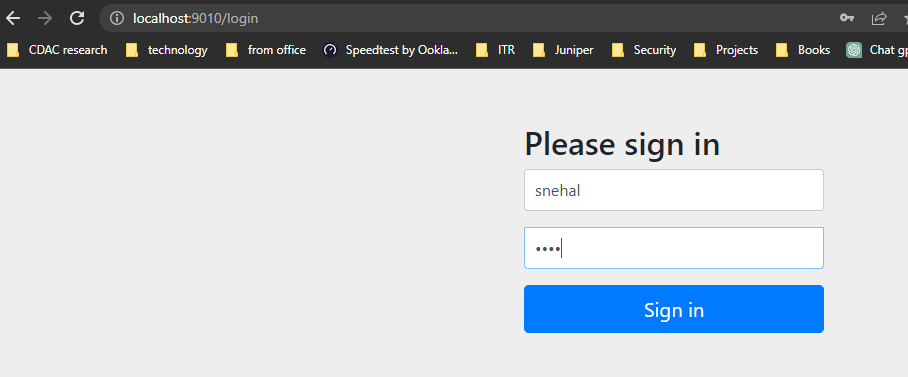 localhost:9010/login
CDAC research technology from office Speedtest by Ookla... ITR Juniper Security Projects Books Chat gp
Please sign in
snehal
••••
Sign in